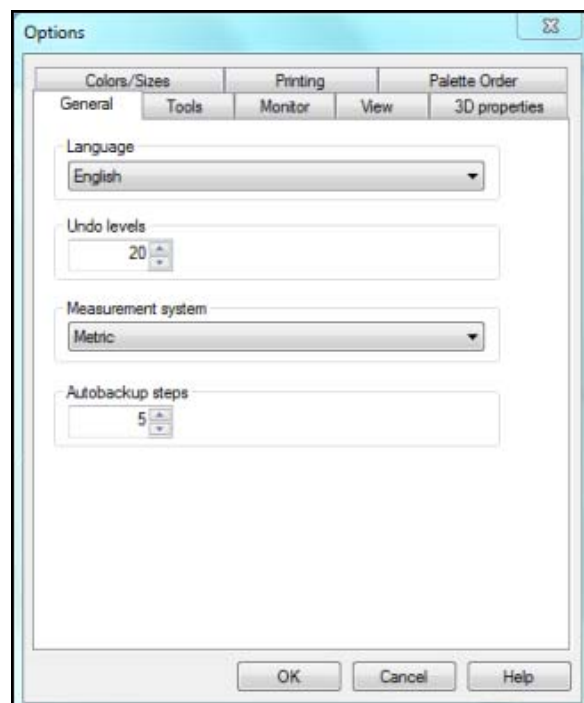 Options
Colors/Sizes Printing Palette Order
General Tools Monitor View 3D properties
Language
English
Undo levels
20
Measurement system
Metric
Autobackup steps
5
OK Cancel Help